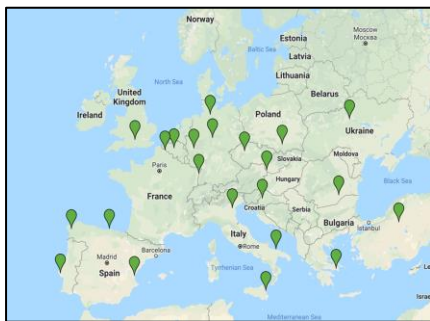 Norway
Estonia
Moscow
Москва
Baltic Sea
Latvia
North Sea
Lithuania
United
Kingdom
Ireland
Belarus
Poland
Paris
Ukraine
Slovakia
Moldova
France
Hungary
Croatia
Serbia
Black Sea
Italy
Bulgaria
Istanbul
Barcelona
Rome
Madrid
Spain
Tyrrhenian Sea
Mediterranean Sea